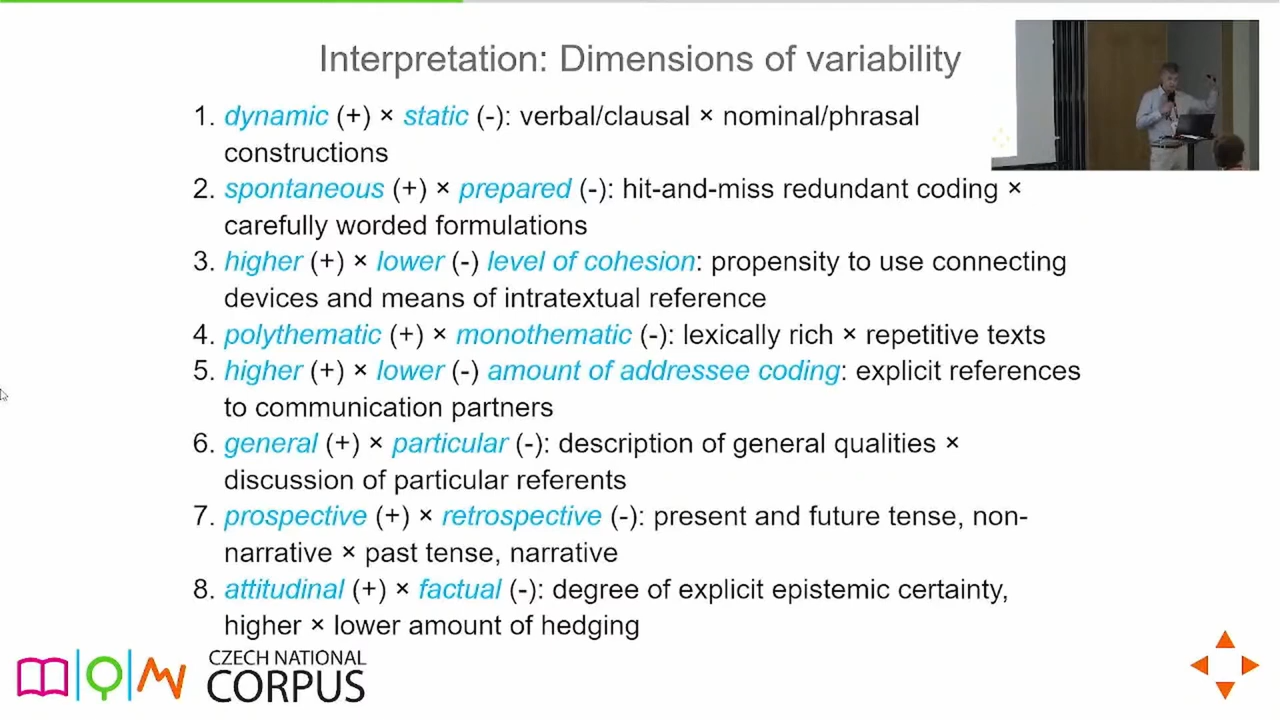 Interpretation: Dimensions of variability
1. dynamic (+) × static (-): verbal/clausal × nominal/phrasal
constructions
2. spontaneous (+) × prepared (-): hit-and-miss redundant coding ×
carefully worded formulations
3. higher (+) × lower (-) level of cohesion: propensity to use connecting
devices and means of intratextual reference
4. polythematic (+) × monothematic (-): lexically rich × repetitive texts
5. higher (+) × lower (-) amount of addressee coding: explicit references
to communication partners
6. general (+) × particular (-): description of general qualities ×
discussion of particular referents
7. prospective (+) × retrospective (-): present and future tense, non-
narrative × past tense, narrative
8. attitudinal (+) × factual (-): degree of explicit epistemic certainty,
higher × lower amount of hedging
CZECH NATIONAL
CORPUS